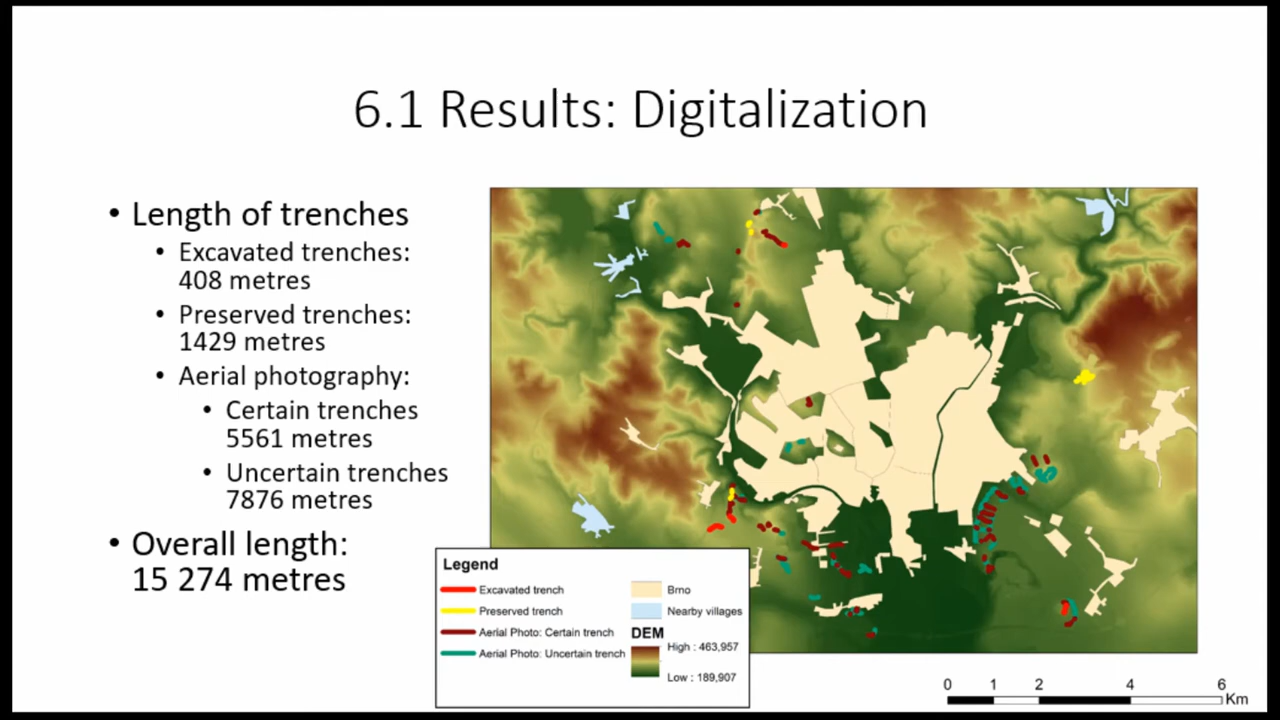 6.1 Results: Digitalization
• Length of trenches
• Excavated trenches:
408 metres
• Preserved trenches:
1429 metres
• Aerial photography:
• Certain trenches
5561 metres
• Uncertain trenches
7876 metres
• Overall length:
15 274 metres
Legend
Excavated trench
Preserved trench
Aerial Photo: Certain trench
Aerial Photo: Uncertain trench
Brno
Nearby villages
DEM
High : 463,957
Low : 189,907
0 1 2 4 6
Km